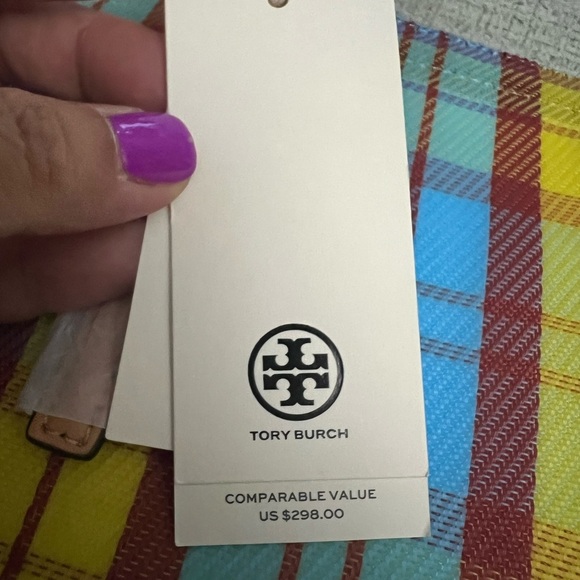 TORY BURCH
COMPARABLE VALUE
US $298.00